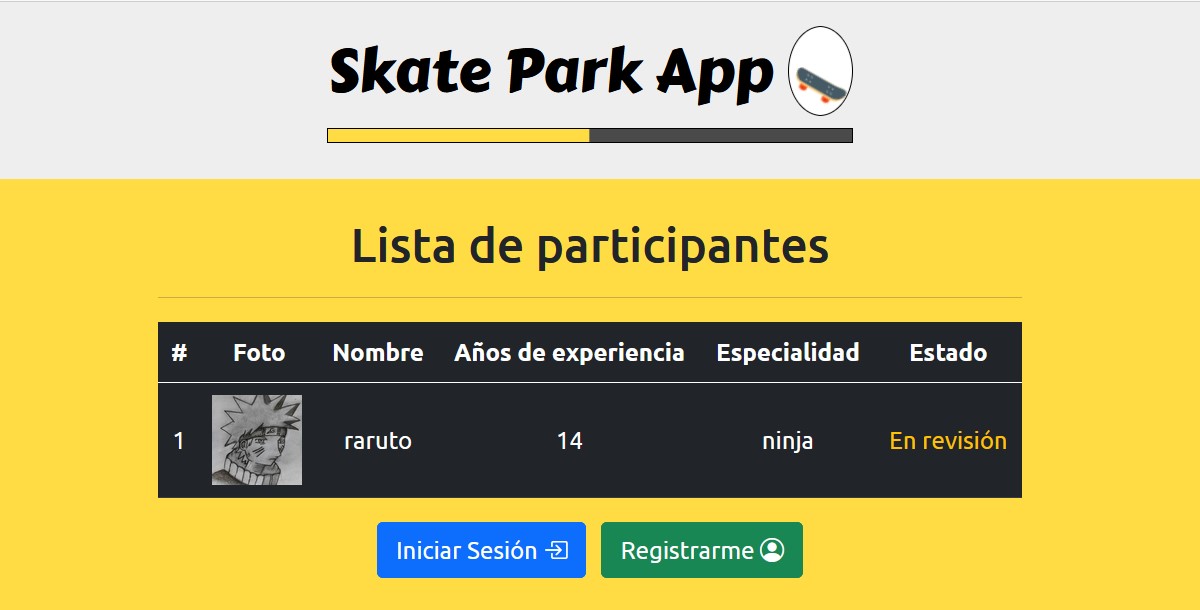 Skate Park App
Lista de participantes
# Foto Nombre Años de experiencia Especialidad Estado
1 raruto 14 ninja En revisión
Iniciar Sesión Registrarme